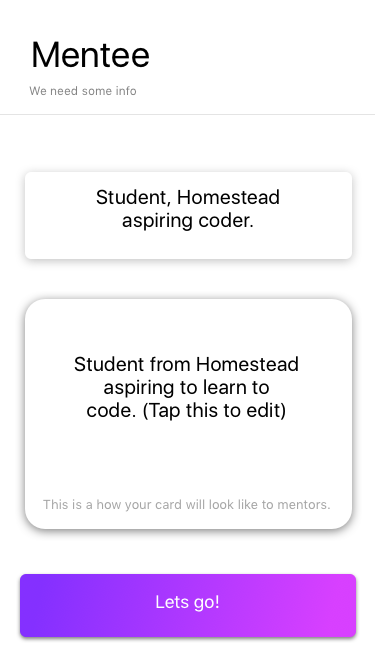 Mentee
We need some info
Student, Homestead
aspiring coder.
Student from Homestead
aspiring to learn to
code. (Tap this to edit)
This is a how your card will look like to mentors.
Lets go!